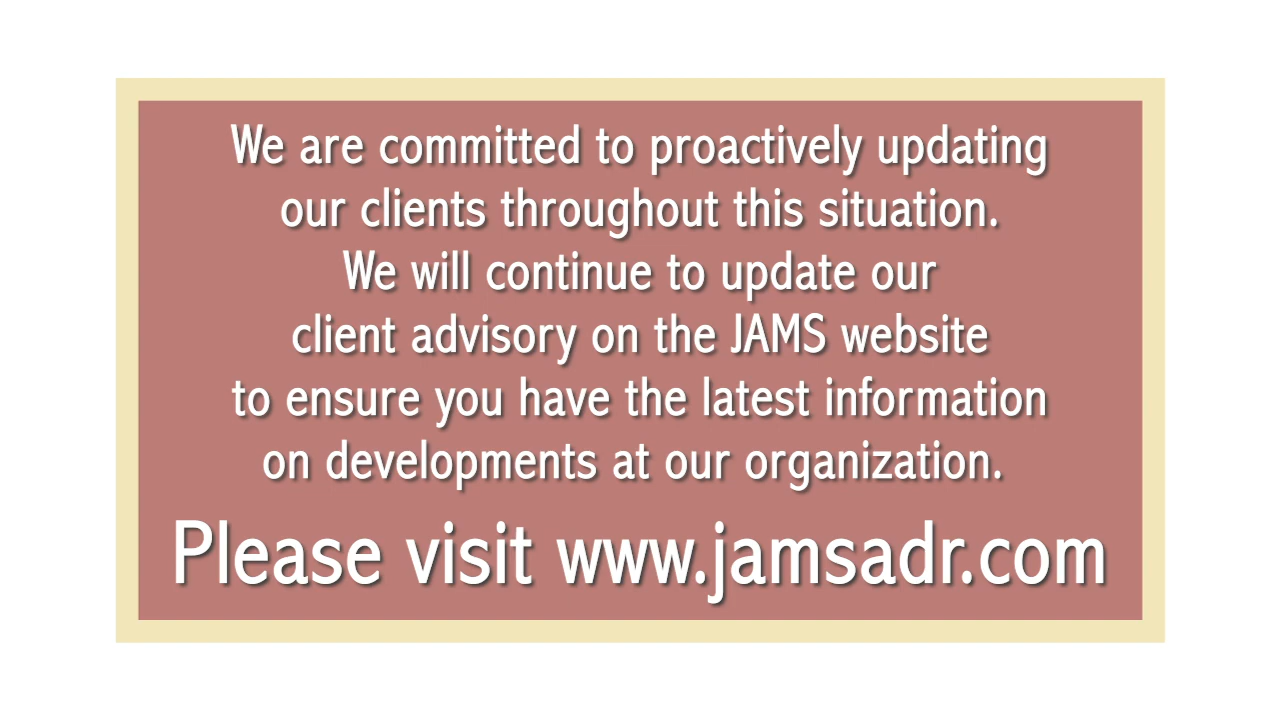 We are committed to proactively updating
our clients throughout this situation.
We will continue to update our
client advisory on the JAMS website
to ensure you have the latest information
on developments at our organization.
Please visit www.jamsadr.com